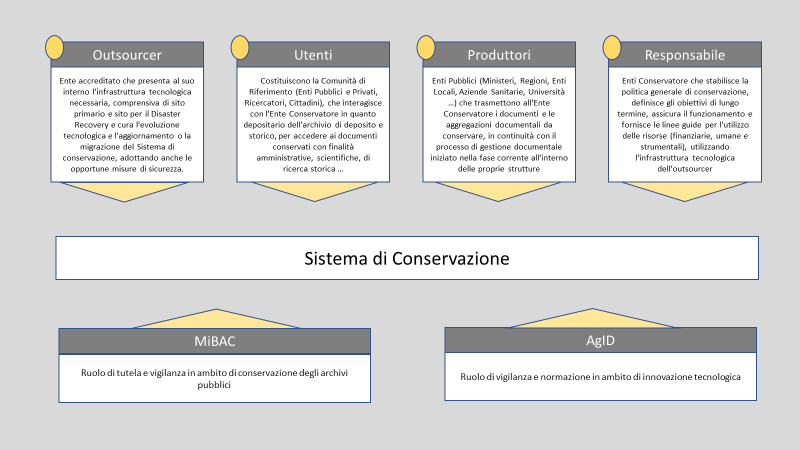 Outsourcer
Ente accreditato che presenta al suo
interno l'infrastruttura tecnologica
necessaria, comprensiva di sito
primario e sito per il Disaster
Recovery e cura l'evoluzione
tecnologica e l'aggiornamento o la
migrazione del Sistema di
conservazione, adottando anche le
opportune misure di sicurezza.
Utenti
Costituiscono la Comunità di
Riferimento (Enti Pubblici e Privati,
Ricercatori, Cittadini), che interagisce
con l'Ente Conservatore in quanto
depositario dell'archivio di deposito e
storico, per accedere ai documenti
conservati con finalità
amministrative, scientifiche, di
ricerca storica ...
Produttori
Enti Pubblici (Ministeri, Regioni, Enti
Locali, Aziende Sanitarie, Università
...) che trasmettono all'Ente
Conservatore i documenti e le
aggregazioni documentali da
conservare, in continuità con il
processo di gestione documentale
iniziato nella fase corrente all'interno
delle proprie strutture
Responsabile
Enti Conservatore che stabilisce la
politica generale di conservazione,
definisce gli obiettivi di lungo
termine, assicura il funzionamento e
fornisce le linee guide per l'utilizzo
delle risorse (finanziarie, umane e
strumentali), utilizzando
l'infrastruttura tecnologica
dell'outsourcer
Sistema di Conservazione
MiBAC
Ruolo di tutela e vigilanza in ambito di conservazione degli archivi
pubblici
AgID
Ruolo di vigilanza e normazione in ambito di innovazione tecnologica